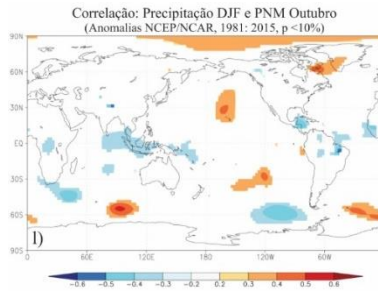 Correlação: Precipitação DJF e PNM Outubro
(Anomalias NCEP/NCAR, 1981: 2015, p <10%)
90N
60N
30N
EQ
30S
60S
90S
l)
0 60E 120E 180 120W 60W
-0.6 -0.5 -0.4 -0.3 -0.2 0.2 0.3 0.4 0.5 0.6